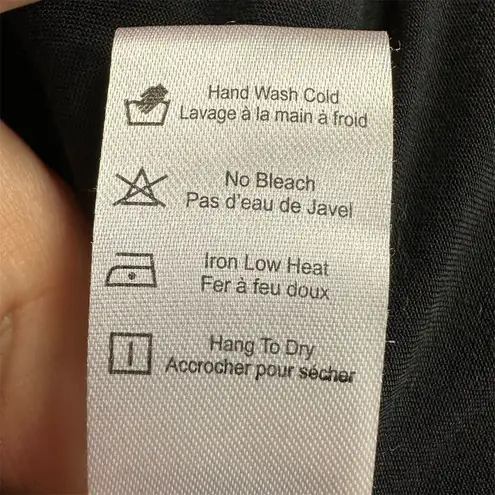 Hand Wash Cold
Lavage à la main à froid
No Bleach
Pas d'eau de Javel
Iron Low Heat
Fer à feu doux
Hang To Dry
Accrocher pour sécher